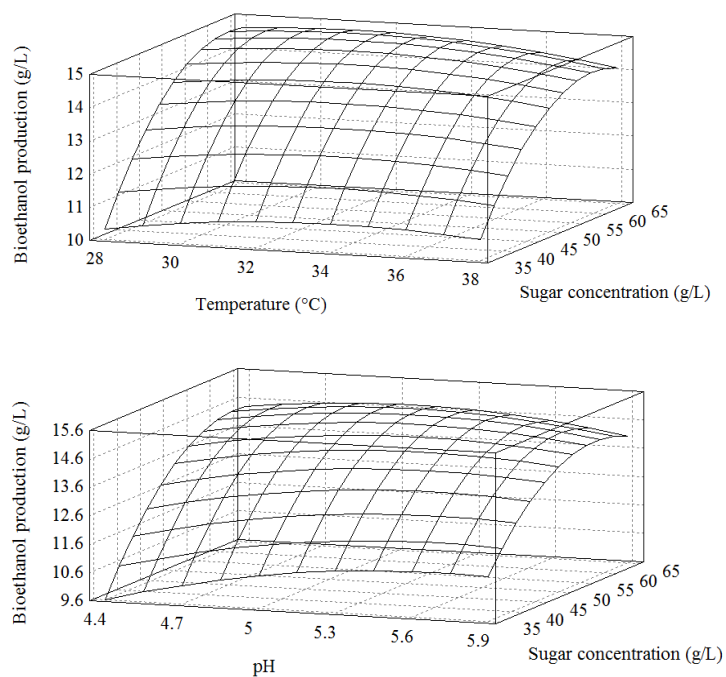 Bioethanol production (g/L)
15
14
13
12
11
10
28 30 32 34 36 38
Temperature (°C)
35 40 45 50 55 60 65
Sugar concentration (g/L)
Bioethanol production (g/L)
15.6
14.6
13.6
12.6
11.6
10.6
9.6
4.4 4.7 5 5.3 5.6 5.9
pH
35 40 45 50 55 60 65
Sugar concentration (g/L)